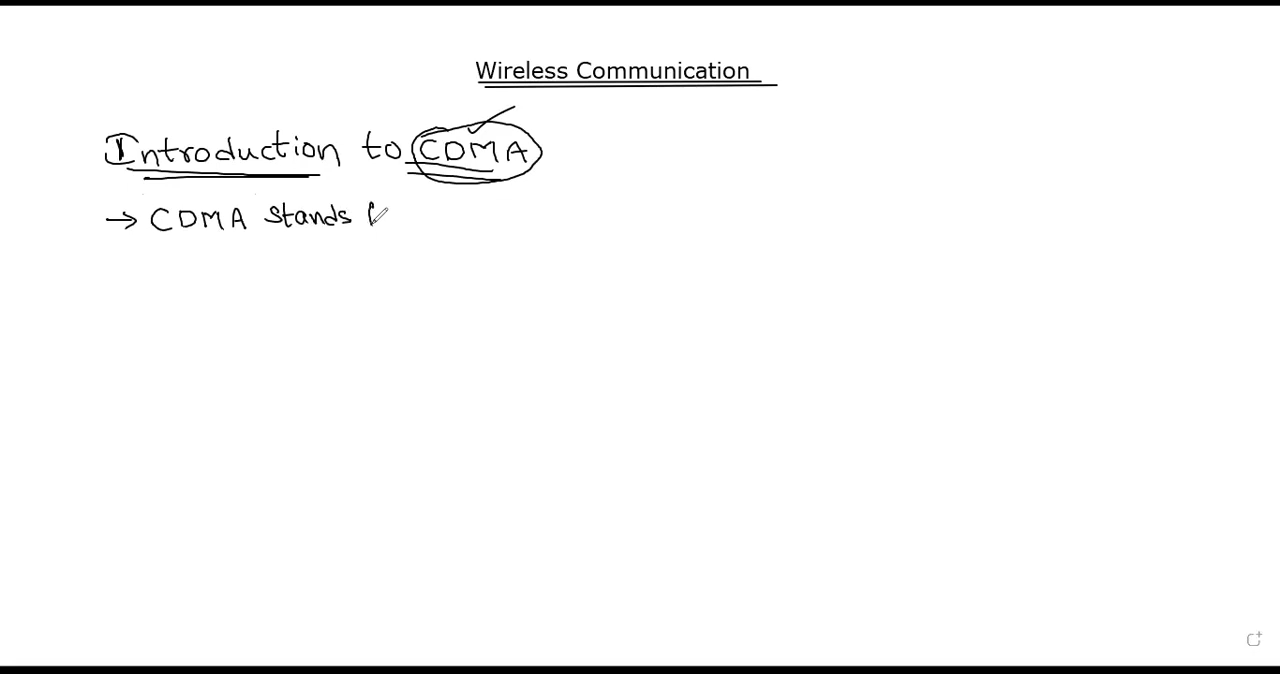 Wireless Communication
Introduction to CDMA
→ CDMA stands